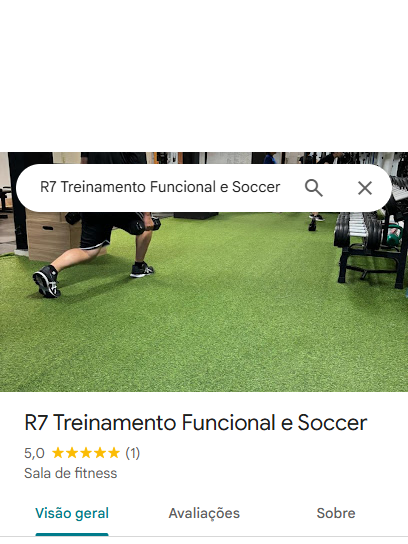 R7 Treinamento Funcional e Soccer
R7 Treinamento Funcional e Soccer
5,0 ★★★★★ (1)
Sala de fitness
Visão geral Avaliações Sobre